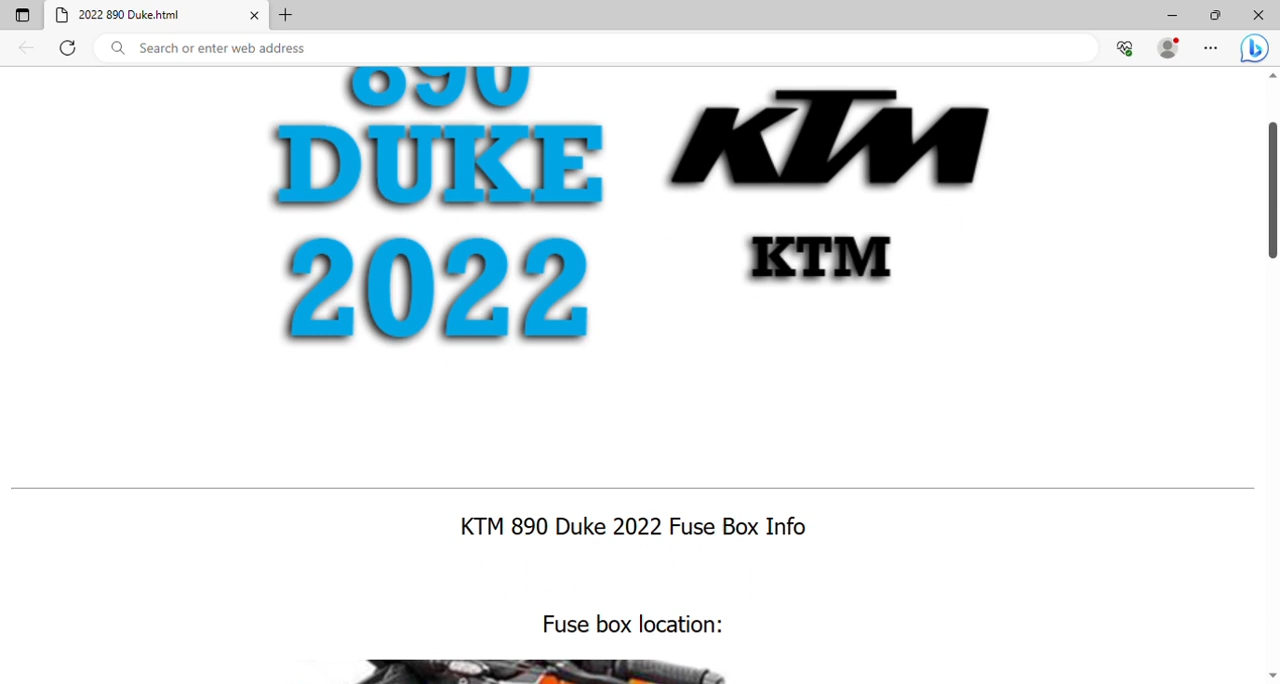 2022 890 Duke.html
Search or enter web address
890
DUKE
2022
KTM
KTM
KTM 890 Duke 2022 Fuse Box Info
Fuse box location: